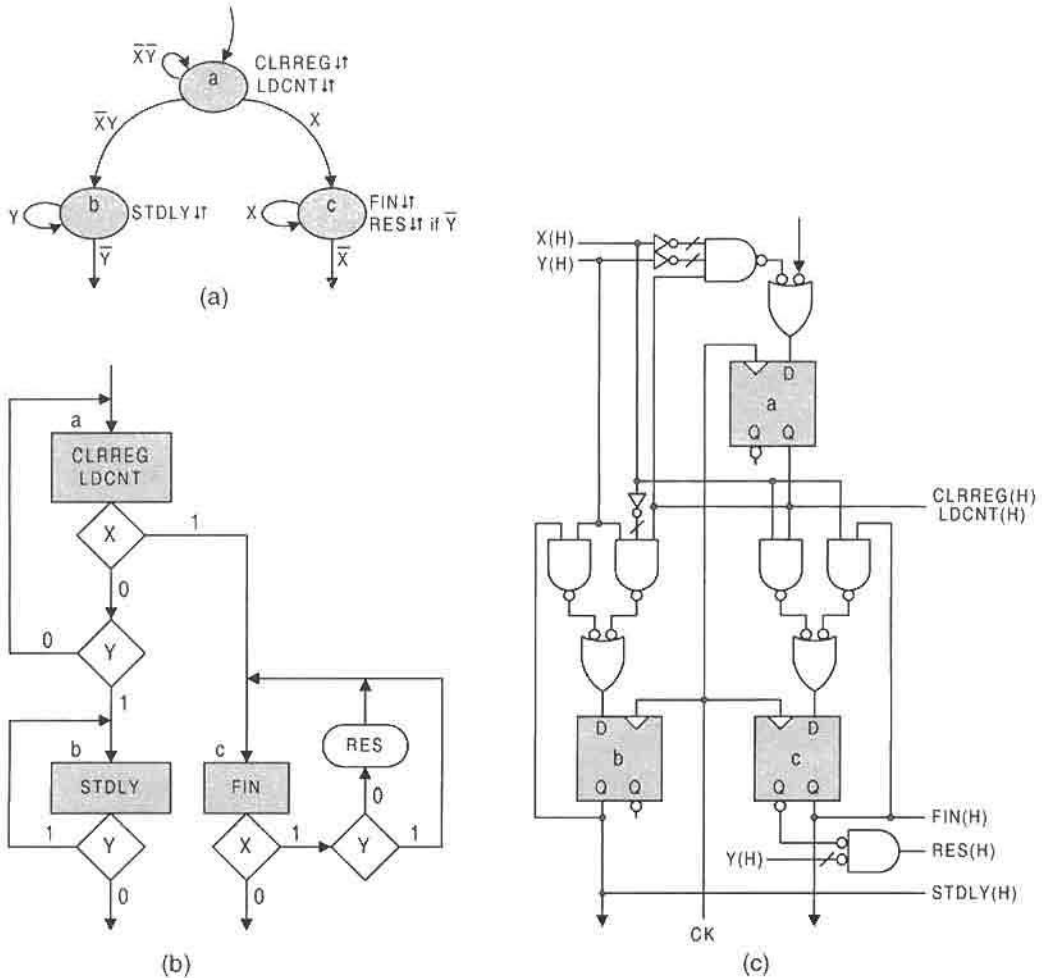 X̅Y̅
a
CLRREG↓↑
LDCNT↓↑
X̅Y
X
Y
b
STDLY↓↑
X
c
FIN↓↑
RES↓↑ if Y̅
Y̅
X̅
(a)
a
CLRREG
LDCNT
X
1
0
0
Y
1
b
STDLY
c
FIN
RES
0
1
Y
X
1
Y
1
0
0
(b)
X(H)
Y(H)
D
a
Q
Q
CLRREG(H)
LDCNT(H)
D
b
Q
Q
D
c
Q
Q
FIN(H)
Y(H)
RES(H)
STDLY(H)
CK
(c)